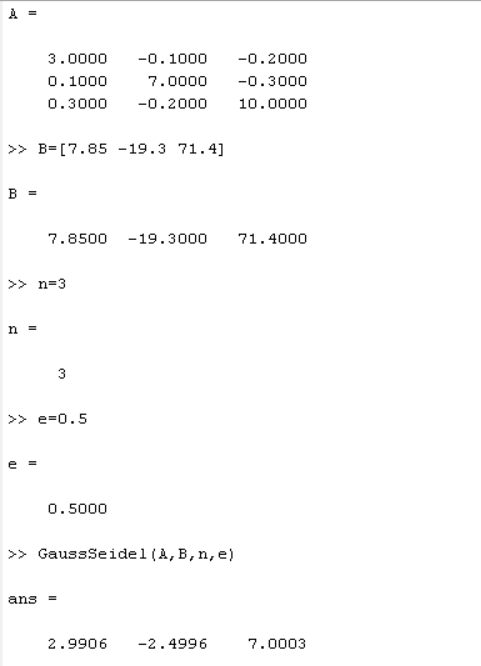 A =
3.0000 -0.1000 -0.2000
0.1000 7.0000 -0.3000
0.3000 -0.2000 10.0000
>> B=[7.85 -19.3 71.4]
B =
7.8500 -19.3000 71.4000
>> n=3
n =
3
>> e=0.5
e =
0.5000
>> GaussSeidel(A,B,n,e)
ans =
2.9906 -2.4996 7.0003